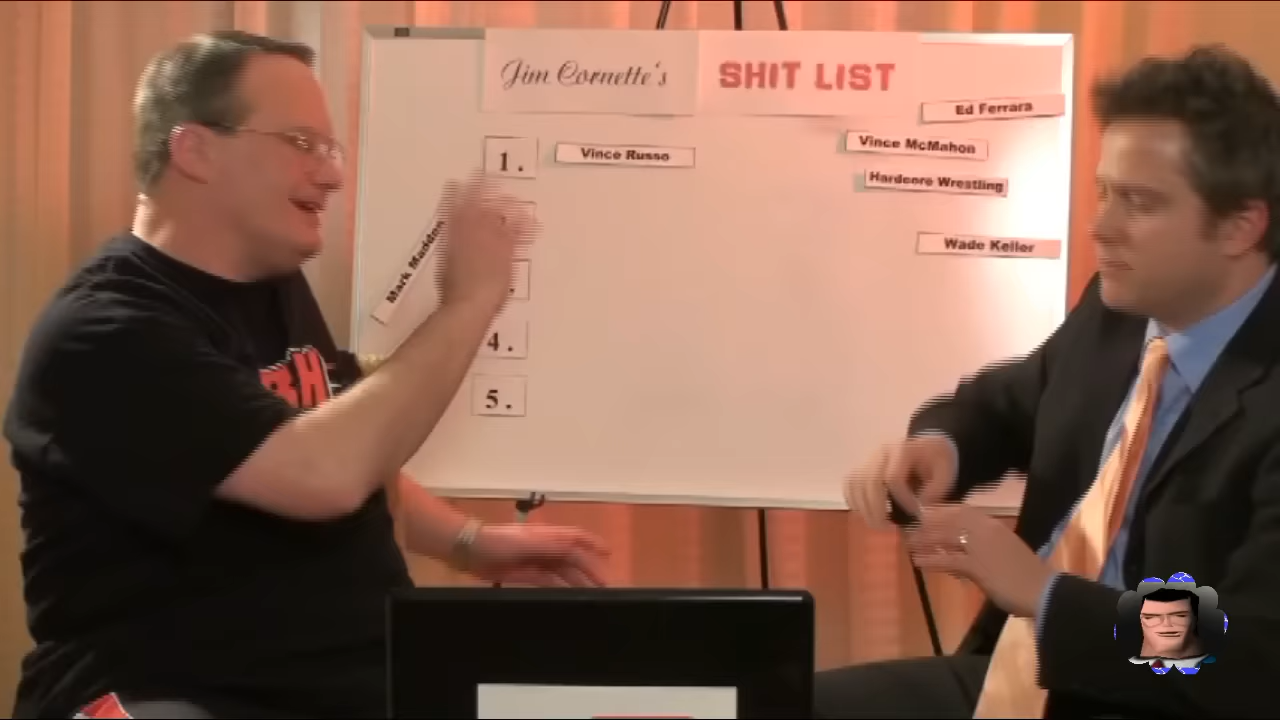 Jim Cornette's
SHIT LIST
Ed Ferrara
Vince McMahon
1.
Vince Russo
Hardcore Wrestling
Mark Madden
Wade Keller
4.
5.